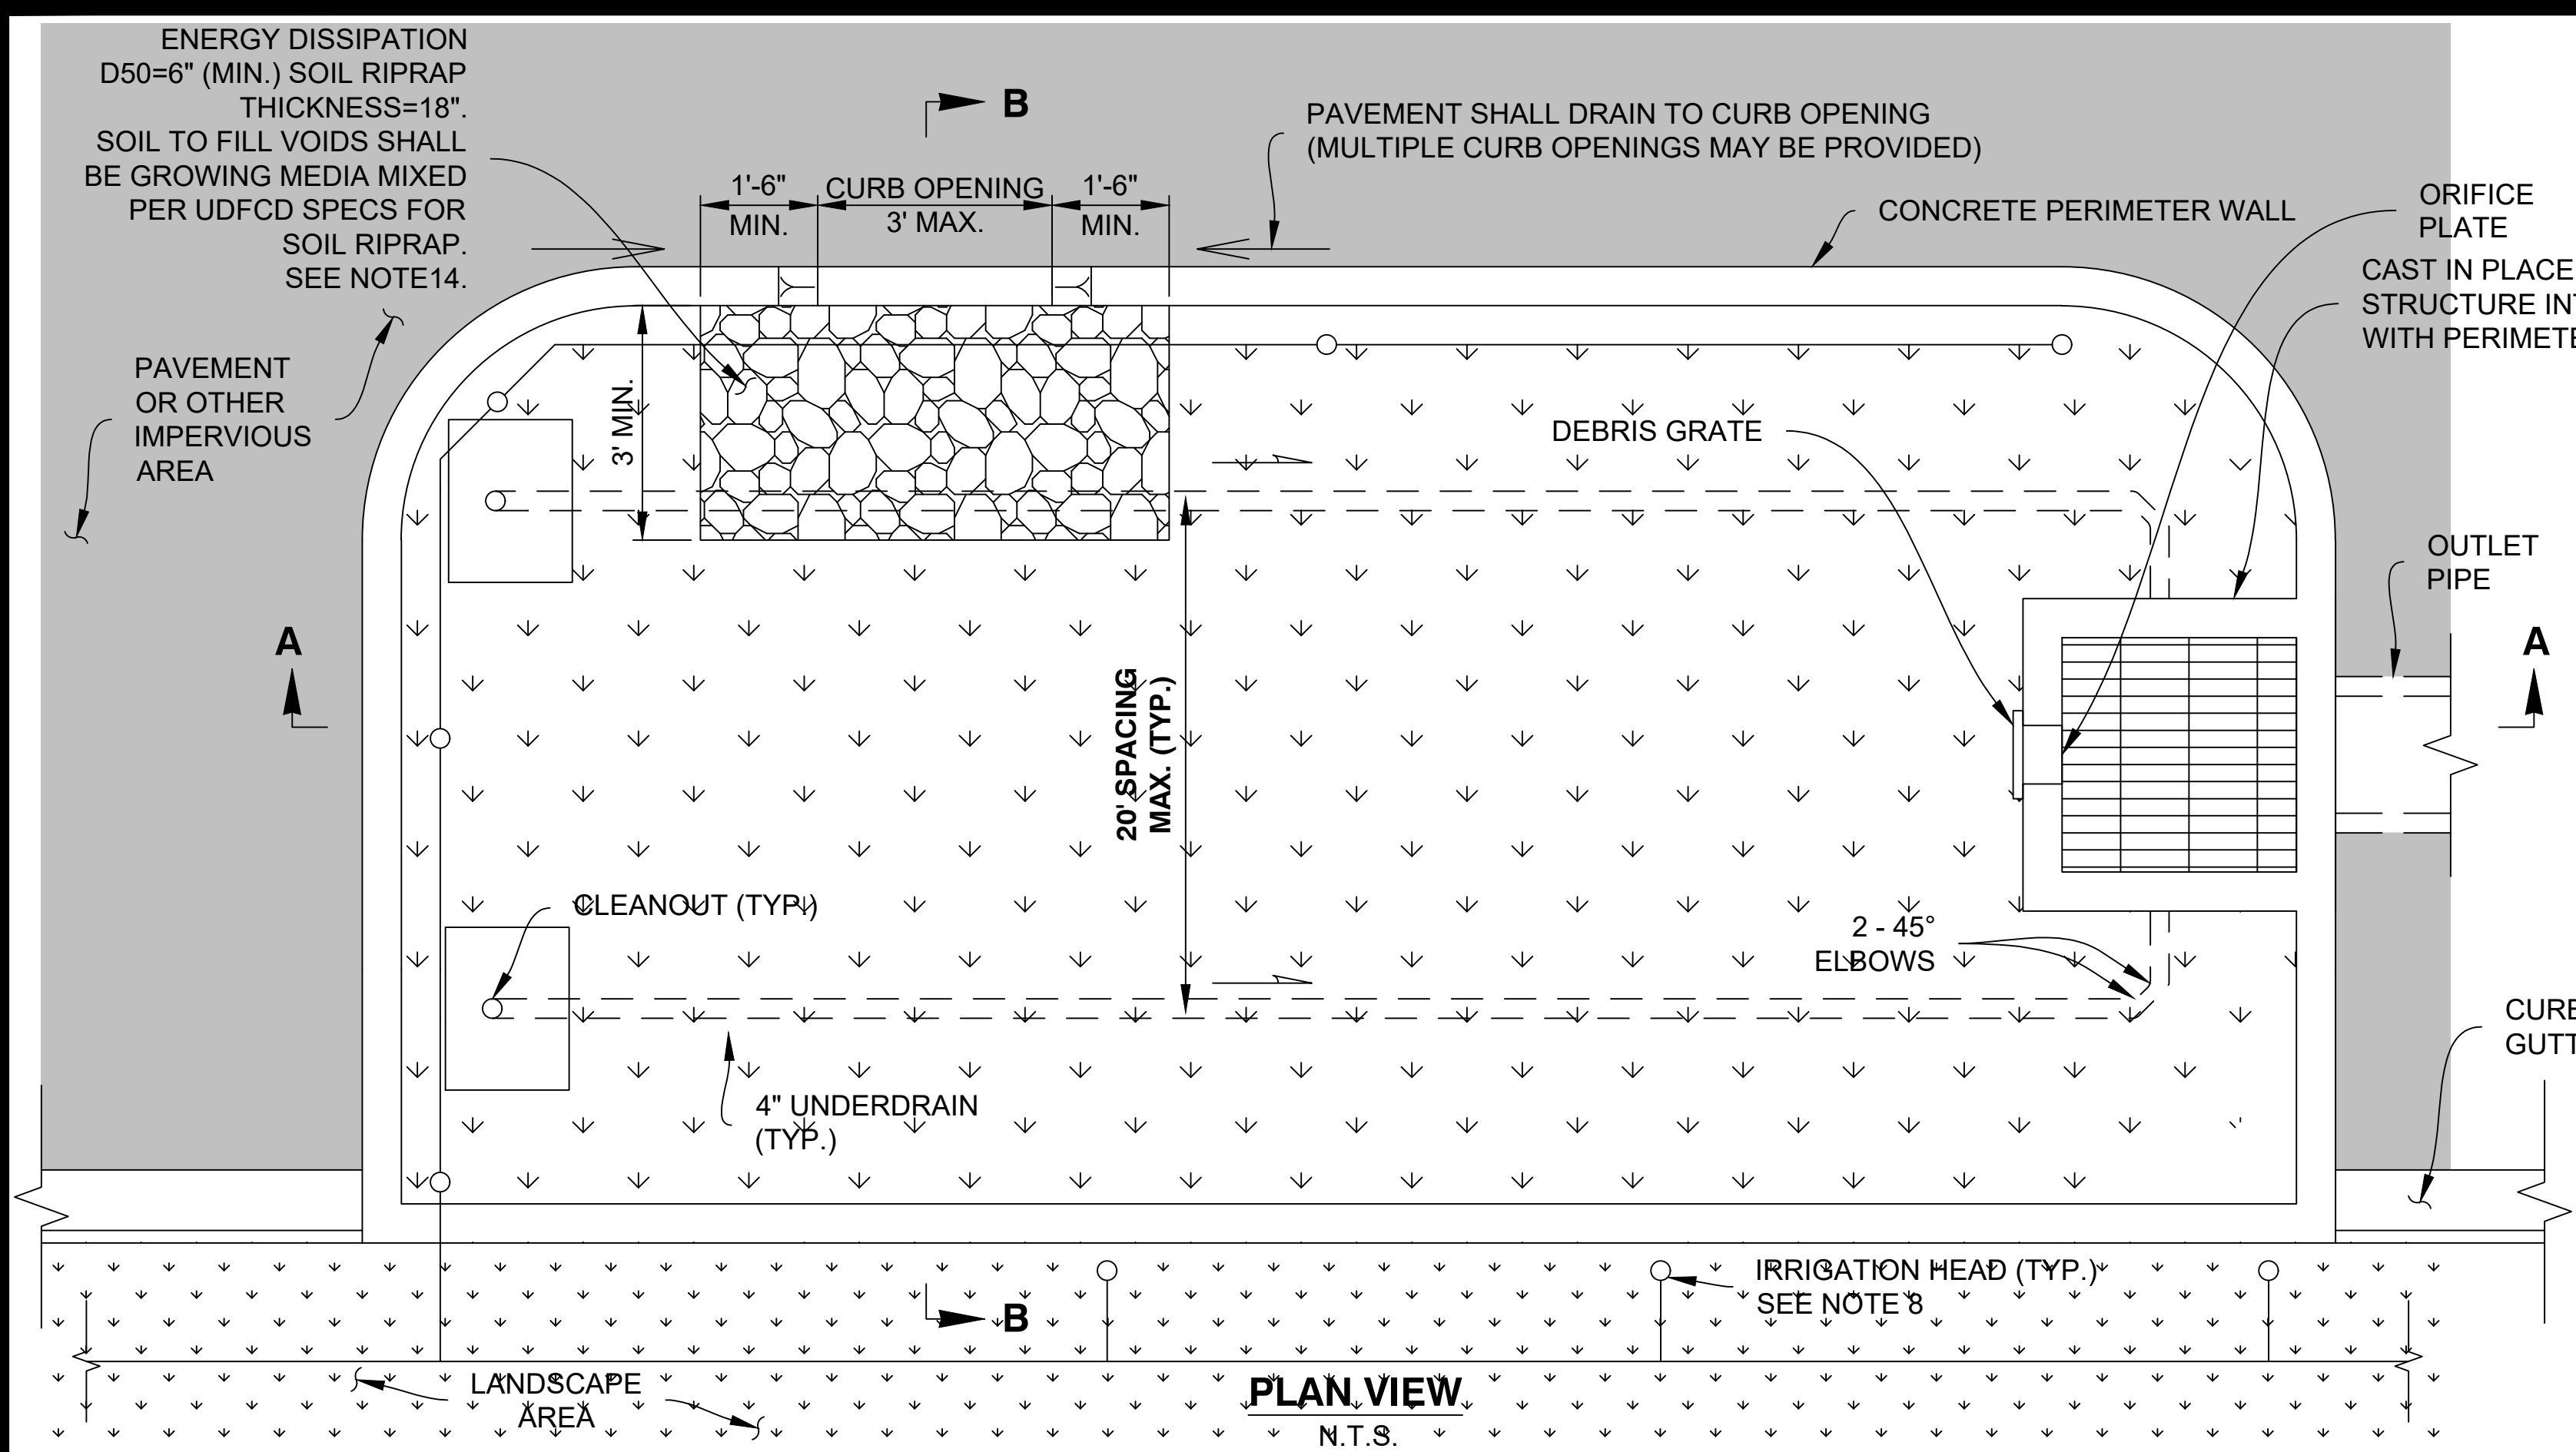 ENERGY DISSIPATION
D50=6" (MIN.) SOIL RIPRAP
THICKNESS=18".
SOIL TO FILL VOIDS SHALL
BE GROWING MEDIA MIXED
PER UDFCD SPECS FOR
SOIL RIPRAP.
SEE NOTE14.
B
PAVEMENT SHALL DRAIN TO CURB OPENING
(MULTIPLE CURB OPENINGS MAY BE PROVIDED)
1'-6"
MIN.
CURB OPENING
3' MAX.
1'-6"
MIN.
CONCRETE PERIMETER WALL
ORIFICE
PLATE
CAST IN PLACE
STRUCTURE
WITH
PAVEMENT
OR OTHER
IMPERVIOUS
AREA
3' MIN.
DEBRIS GRATE
OUTLET
PIPE
A
A
20' SPACING
MAX. (TYP.)
CLEANOUT (TYP.)
2 - 45°
ELBOWS
4" UNDERDRAIN
(TYP.)
IRRIGATION HEAD (TYP.)
SEE NOTE 8
B
LANDSCAPE
AREA
PLAN VIEW
N.T.S.